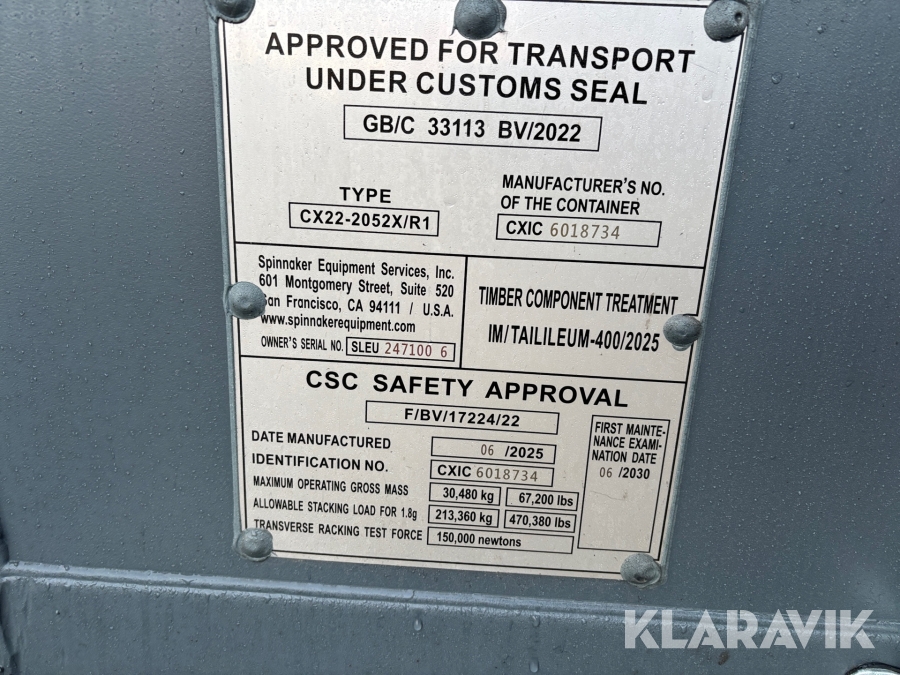 APPROVED FOR TRANSPORT
UNDER CUSTOMS SEAL
GB/C 33113 BV/2022
TYPE
CX22-2052X/R1
MANUFACTURER'S NO.
OF THE CONTAINER
CXIC 6018734
Spinnaker Equipment Services, Inc.
601 Montgomery Street, Suite 520
San Francisco, CA 94111 / U.S.A.
www.spinnakerequipment.com
OWNER'S SERIAL NO. SLEU 247100 6
TIMBER COMPONENT TREATMENT
IM/TAILILEUM-400/2025
CSC SAFETY APPROVAL
F/BV/17224/22
DATE MANUFACTURED 06 /2025
IDENTIFICATION NO. CXIC 6018734
MAXIMUM OPERATING GROSS MASS 30,480 kg 67,200 lbs
ALLOWABLE STACKING LOAD FOR 1.8g 213,360 kg 470,380 lbs
TRANSVERSE RACKING TEST FORCE 150,000 newtons
FIRST MAINTE-
NANCE EXAMI-
NATION DATE
06 /2030
KLARAVIK